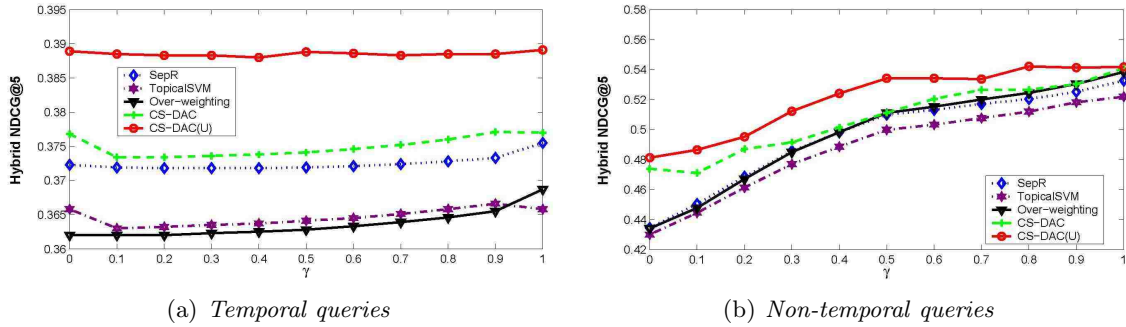 0.395
0.39
0.385
0.38
0.375
0.37
0.365
0.36
Hybrid NDCG@5
SepR
TopicalSVM
Over-weighting
CS-DAC
CS-DAC(U)
0 0.1 0.2 0.3 0.4 0.5 0.6 0.7 0.8 0.9 1
γ
(a) Temporal queries
0.58
0.56
0.54
0.52
0.5
0.48
0.46
0.44
0.42
Hybrid NDCG@5
SepR
TopicalSVM
Over-weighting
CS-DAC
CS-DAC(U)
0 0.1 0.2 0.3 0.4 0.5 0.6 0.7 0.8 0.9 1
γ
(b) Non-temporal queries